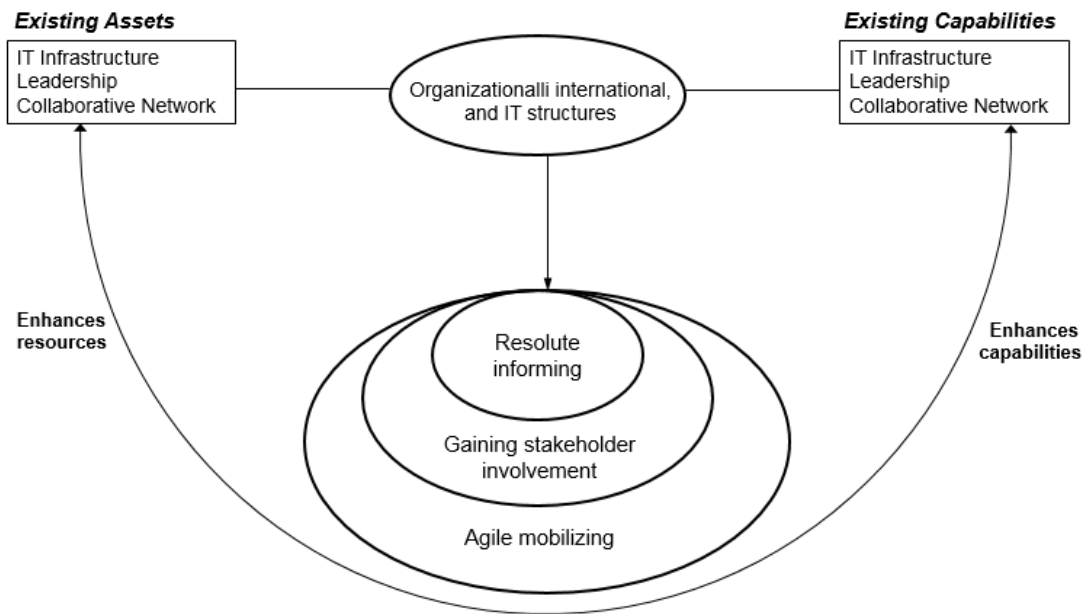 Existing Assets
IT Infrastructure
Leadership
Collaborative Network
Organizationalli international,
and IT structures
Existing Capabilities
IT Infrastructure
Leadership
Collaborative Network
Enhances
resources
Resolute
informing
Gaining stakeholder
involvement
Agile mobilizing
Enhances
capabilities